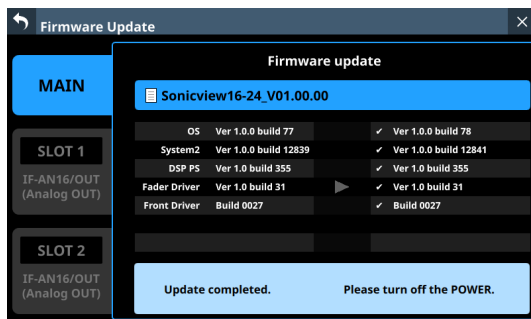 Firmware Update
Firmware update
MAIN
Sonicview16-24_V01.00.00
OS Ver 1.0.0 build 77 ✔ Ver 1.0.0 build 78
System2 Ver 1.0.0 build 12839 ✔ Ver 1.0.0 build 12841
DSP PS Ver 1.0 build 355 ✔ Ver 1.0 build 355
Fader Driver Ver 1.0 build 31 ✔ Ver 1.0 build 31
Front Driver Build 0027 ✔ Build 0027
SLOT 1
IF-AN16/OUT
(Analog OUT)
SLOT 2
IF-AN16/OUT
(Analog OUT)
Update completed. Please turn off the POWER.